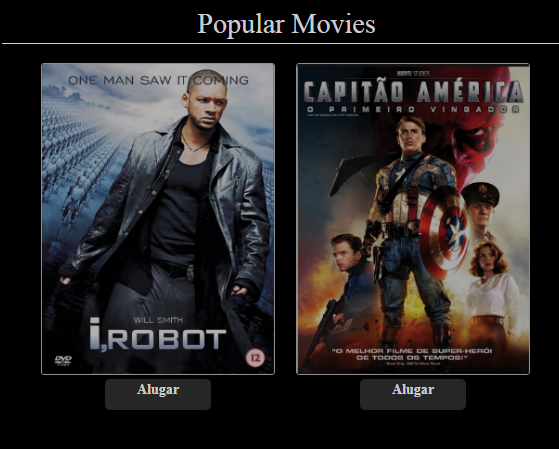 Popular Movies
ONE MAN SAW IT COMING
WILL SMITH
i,ROBOT
DVD
12
Alugar
MARVEL STUDIOS
CAPITÃO AMÉRICA
O PRIMEIRO VINGADOR
"O MELHOR FILME DE SUPER-HERÓI
DE TODOS OS TEMPOS!"
Alugar